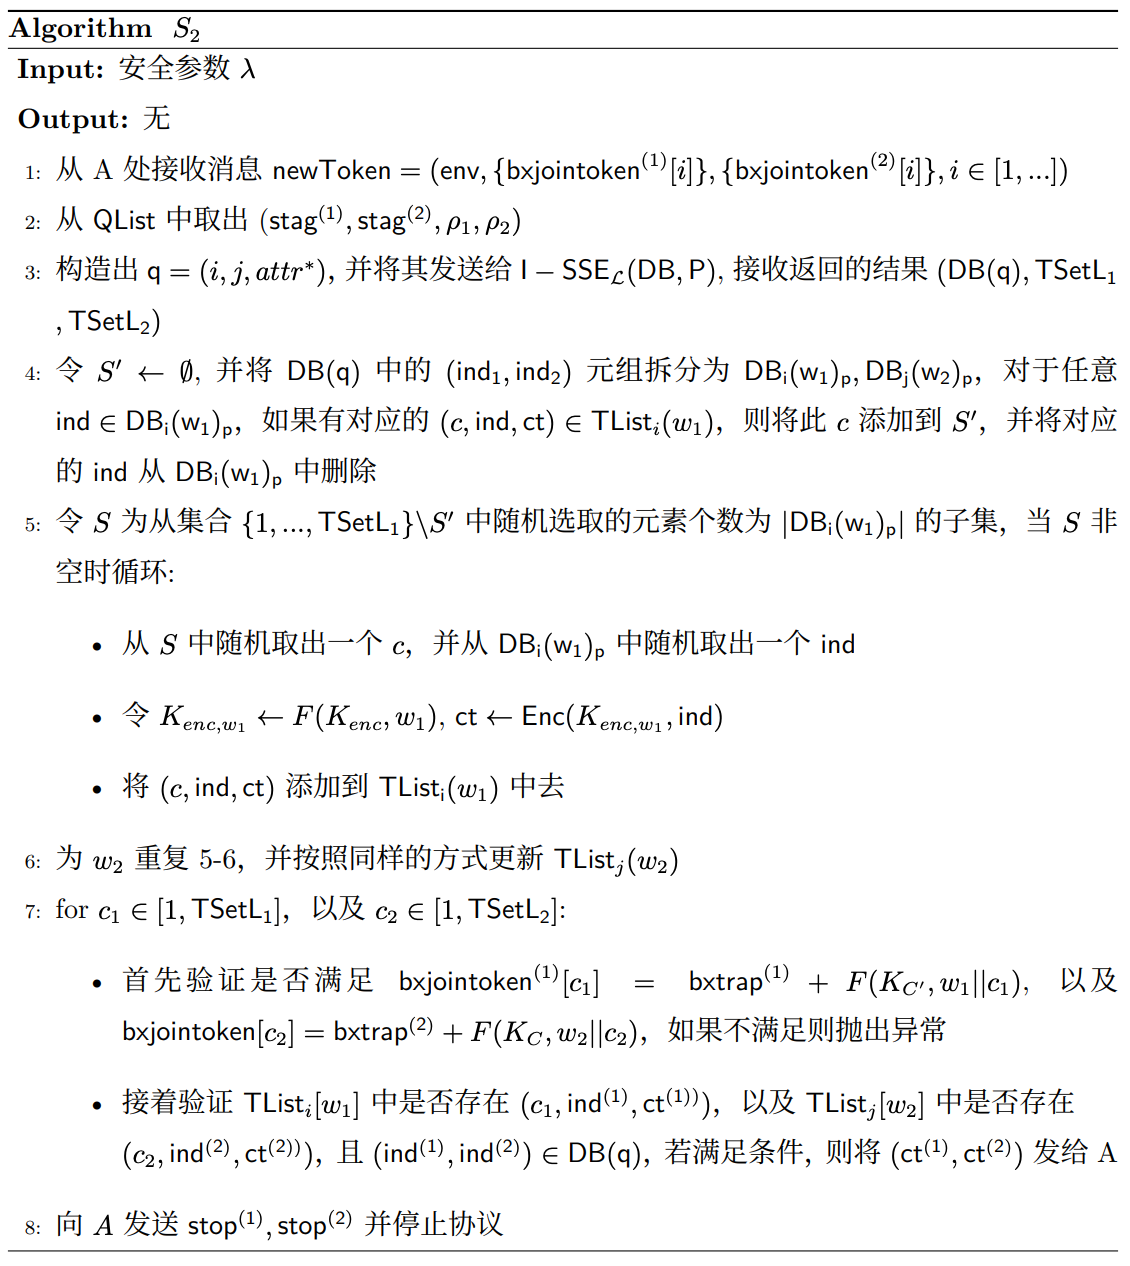 Algorithm S₂
Input: 安全参数 λ
Output: 无
1: 从 A 处接收消息 newToken = (env, {bxjointoken⁽¹⁾[i]}, {bxjointoken⁽²⁾[i]}, i ∈ [1, ...])
2: 从 QList 中取出 (stag⁽¹⁾, stag⁽²⁾, ρ₁, ρ₂)
3: 构造出 q = (i, j, attr*), 并将其发送给 I − SSE_ℒ(DB, P), 接收返回的结果 (DB(q), TSetL₁
, TSetL₂)
4: 令 S′ ← ∅, 并将 DB(q) 中的 (ind₁, ind₂) 元组拆分为 DBᵢ(w₁)ₚ, DBⱼ(w₂)ₚ，对于任意
ind ∈ DBᵢ(w₁)ₚ，如果有对应的 (c, ind, ct) ∈ TListᵢ(w₁)，则将此 c 添加到 S′，并将对应
的 ind 从 DBᵢ(w₁)ₚ 中删除
5: 令 S 为从集合 {1, ..., TSetL₁}\S′ 中随机选取的元素个数为 |DBᵢ(w₁)ₚ| 的子集，当 S 非
空时循环:
• 从 S 中随机取出一个 c，并从 DBᵢ(w₁)ₚ 中随机取出一个 ind
• 令 K_{enc,w₁} ← F(K_{enc}, w₁), ct ← Enc(K_{enc,w₁}, ind)
• 将 (c, ind, ct) 添加到 TListᵢ(w₁) 中去
6: 为 w₂ 重复 5-6，并按照同样的方式更新 TListⱼ(w₂)
7: for c₁ ∈ [1, TSetL₁]，以及 c₂ ∈ [1, TSetL₂]:
• 首先验证是否满足 bxjointoken⁽¹⁾[c₁] = bxtrap⁽¹⁾ + F(K_{C′}, w₁||c₁)，以及
bxjointoken[c₂] = bxtrap⁽²⁾ + F(K_C, w₂||c₂)，如果不满足则抛出异常
• 接着验证 TListᵢ[w₁] 中是否存在 (c₁, ind⁽¹⁾, ct⁽¹⁾))，以及 TListⱼ[w₂] 中是否存在
(c₂, ind⁽²⁾, ct⁽²⁾))，且 (ind⁽¹⁾, ind⁽²⁾) ∈ DB(q), 若满足条件, 则将 (ct⁽¹⁾, ct⁽²⁾) 发给 A
8: 向 A 发送 stop⁽¹⁾, stop⁽²⁾ 并停止协议